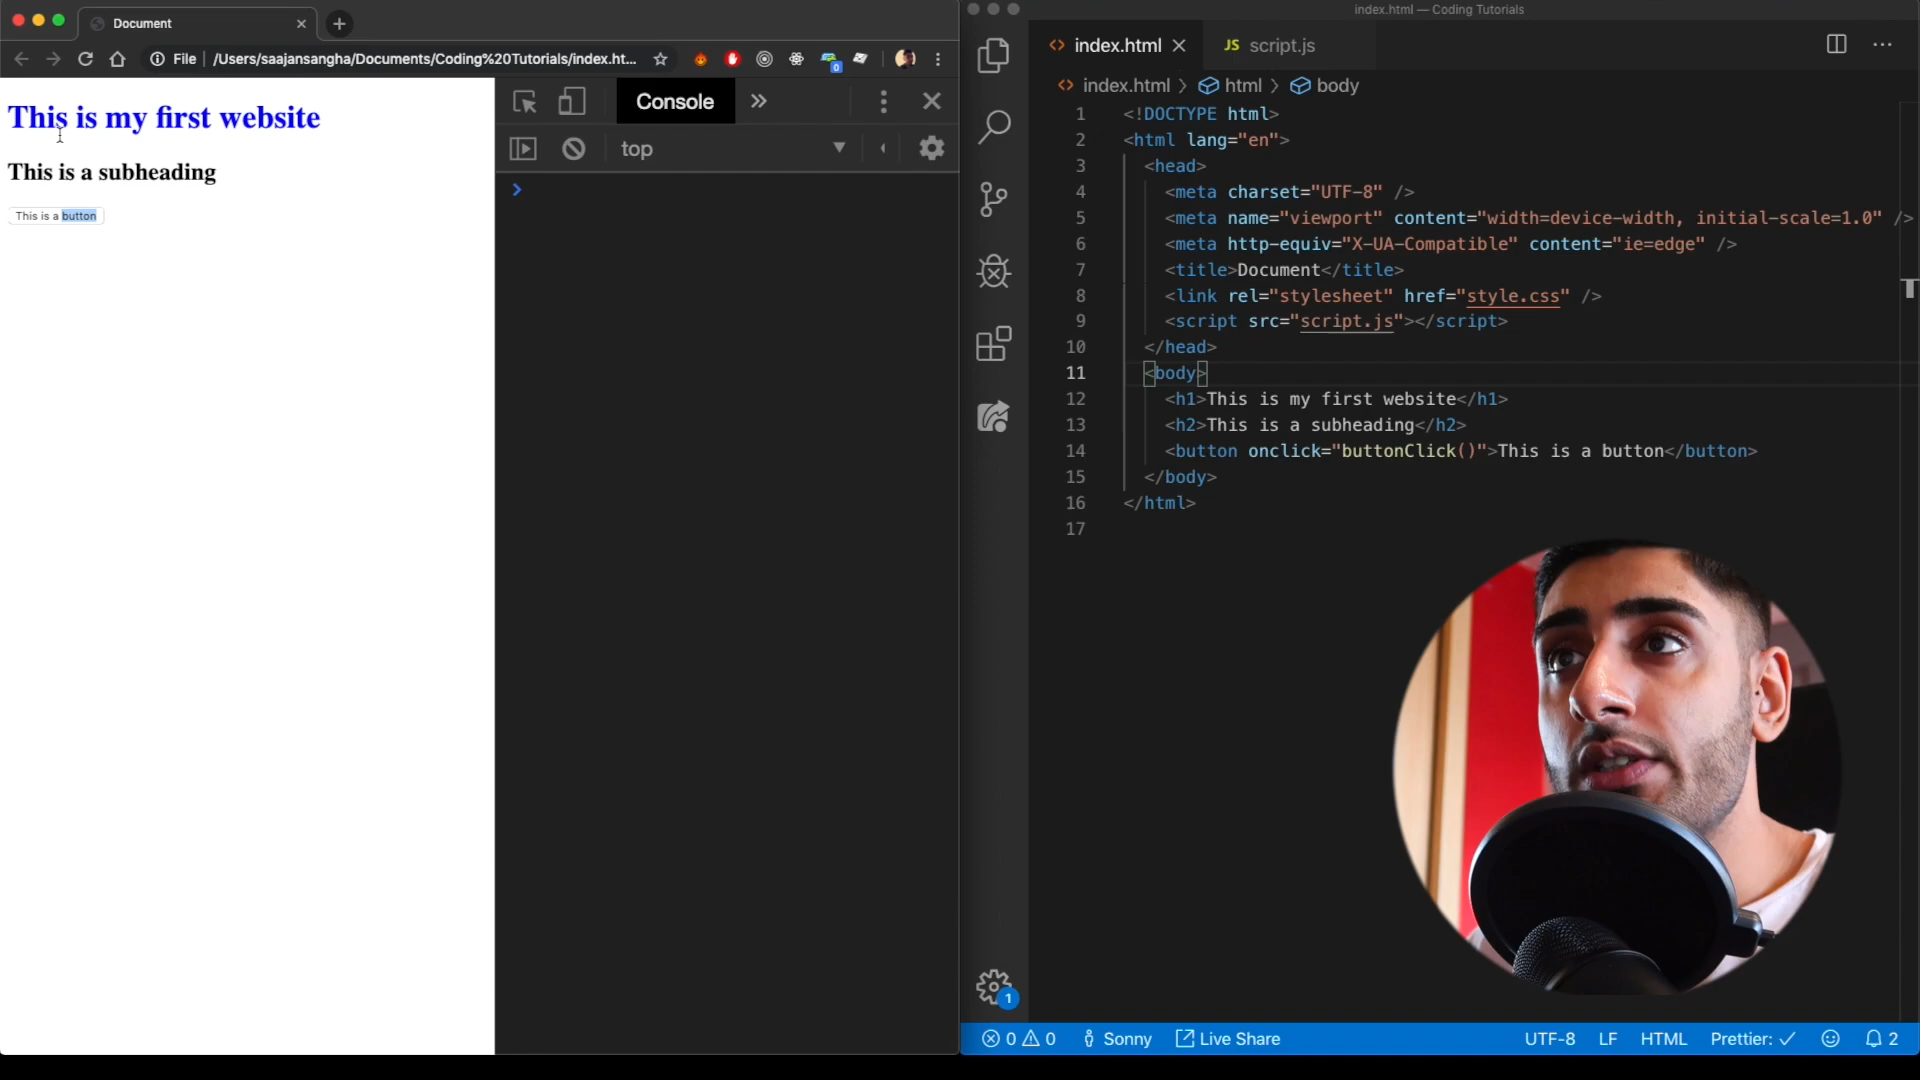 Document
File
/Users/saajansangha/Documents/Coding%20Tutorials/index.ht...
0
This is my first website
This is a subheading
This is a button
Console
top
index.html — Coding Tutorials
index.html
JS script.js
index.html
html
body
1 <!DOCTYPE html>
2 <html lang="en">
3 <head>
4 <meta charset="UTF-8" />
5 <meta name="viewport" content="width=device-width, initial-scale=1.0" />
6 <meta http-equiv="X-UA-Compatible" content="ie=edge" />
7 <title>Document</title>
8 <link rel="stylesheet" href="style.css" />
9 <script src="script.js"></script>
10 </head>
11 <body>
12 <h1>This is my first website</h1>
13 <h2>This is a subheading</h2>
14 <button onclick="buttonClick()">This is a button</button>
15 </body>
16 </html>
17
1
0 0 Sonny Live Share UTF-8 LF HTML Prettier: 2